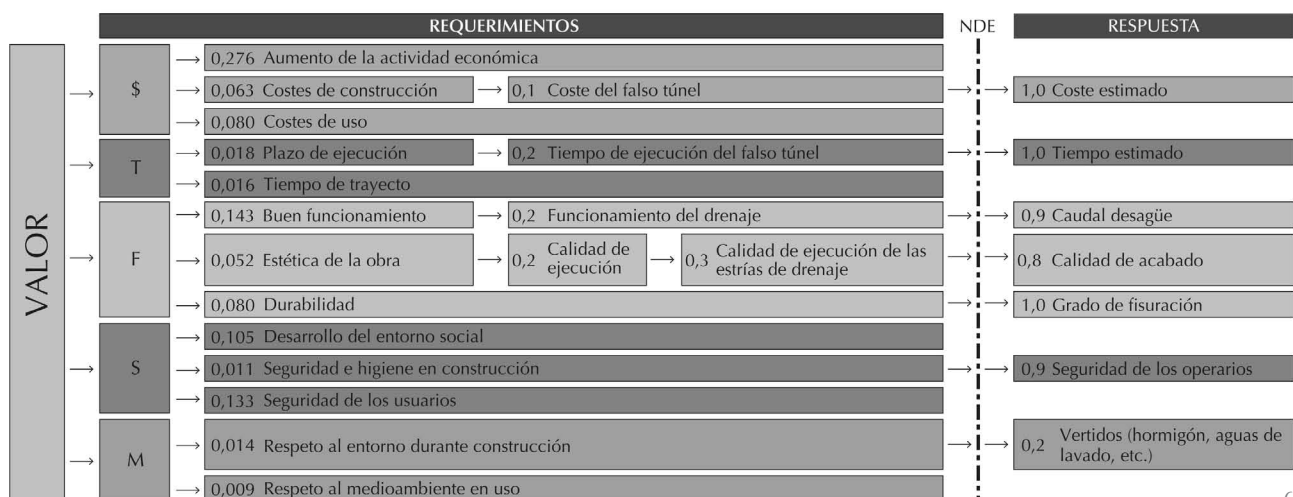 REQUERIMIENTOS NDE RESPUESTA
VALOR
$
0,276 Aumento de la actividad económica
0,063 Costes de construcción 0,1 Coste del falso túnel 1,0 Coste estimado
0,080 Costes de uso
T
0,018 Plazo de ejecución 0,2 Tiempo de ejecución del falso túnel 1,0 Tiempo estimado
0,016 Tiempo de trayecto
F
0,143 Buen funcionamiento 0,2 Funcionamiento del drenaje 0,9 Caudal desagüe
0,052 Estética de la obra 0,2 Calidad de
ejecución 0,3 Calidad de ejecución de las
estrías de drenaje 0,8 Calidad de acabado
0,080 Durabilidad 1,0 Grado de fisuración
S
0,105 Desarrollo del entorno social
0,011 Seguridad e higiene en construcción 0,9 Seguridad de los operarios
0,133 Seguridad de los usuarios
M
0,014 Respeto al entorno durante construcción 0,2 Vertidos (hormigón, aguas de
lavado, etc.)
0,009 Respeto al medioambiente en uso